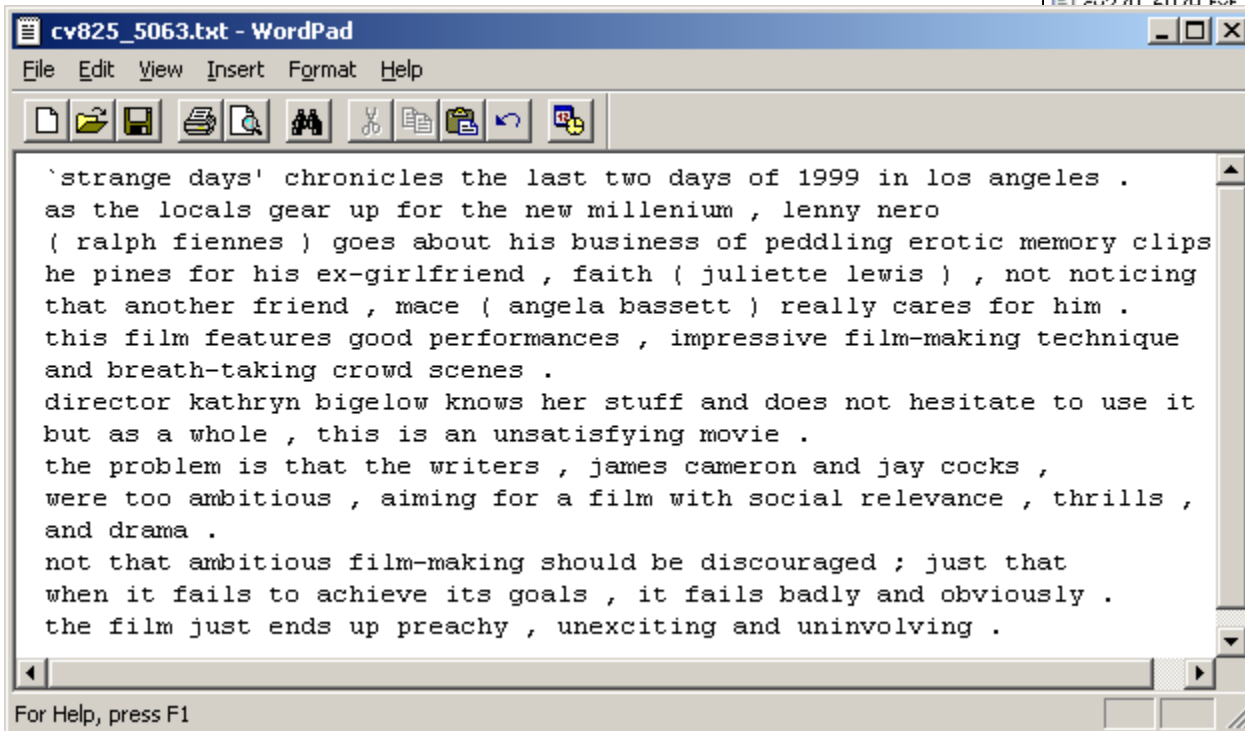 cv825_5063.txt - WordPad
File Edit View Insert Format Help
`strange days' chronicles the last two days of 1999 in los angeles .
as the locals gear up for the new millenium , lenny nero
( ralph fiennes ) goes about his business of peddling erotic memory clips
he pines for his ex-girlfriend , faith ( juliette lewis ) , not noticing
that another friend , mace ( angela bassett ) really cares for him .
this film features good performances , impressive film-making technique
and breath-taking crowd scenes .
director kathryn bigelow knows her stuff and does not hesitate to use it
but as a whole , this is an unsatisfying movie .
the problem is that the writers , james cameron and jay cocks ,
were too ambitious , aiming for a film with social relevance , thrills ,
and drama .
not that ambitious film-making should be discouraged ; just that
when it fails to achieve its goals , it fails badly and obviously .
the film just ends up preachy , unexciting and uninvolving .
For Help, press F1